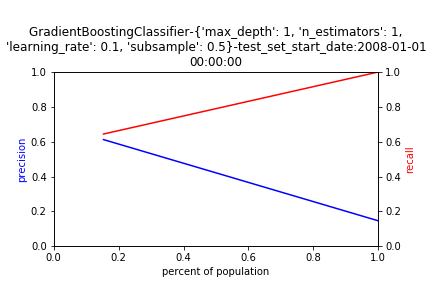 GradientBoostingClassifier-{'max_depth': 1, 'n_estimators': 1,
'learning_rate': 0.1, 'subsample': 0.5}-test_set_start_date:2008-01-01
00:00:00
1.0
0.8
0.6
0.4
0.2
0.0
precision
1.0
0.8
0.6
0.4
0.2
0.0
recall
0.0 0.2 0.4 0.6 0.8 1.0
percent of population